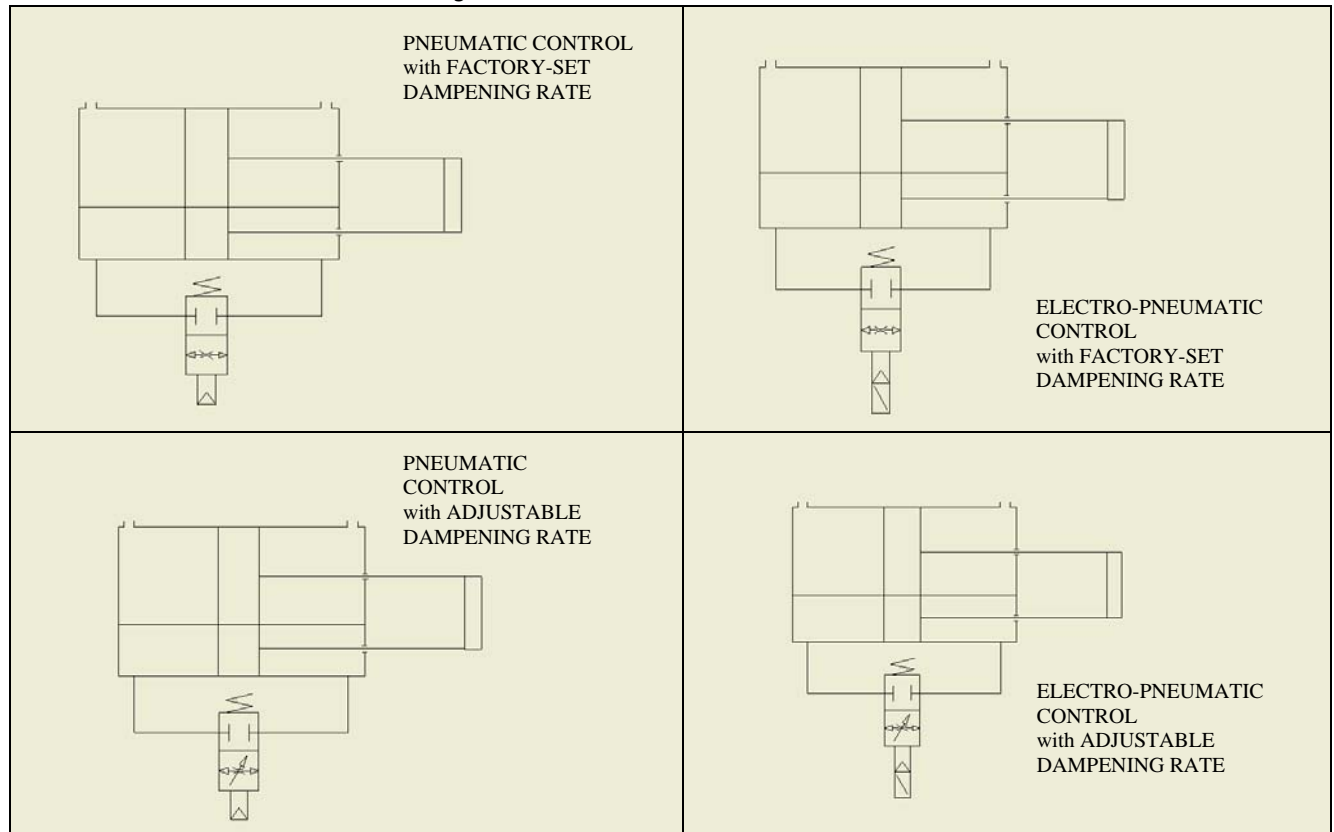 PNEUMATIC CONTROL
with FACTORY-SET
DAMPENING RATE
ELECTRO-PNEUMATIC
CONTROL
with FACTORY-SET
DAMPENING RATE
PNEUMATIC
CONTROL
with ADJUSTABLE
DAMPENING RATE
ELECTRO-PNEUMATIC
CONTROL
with ADJUSTABLE
DAMPENING RATE